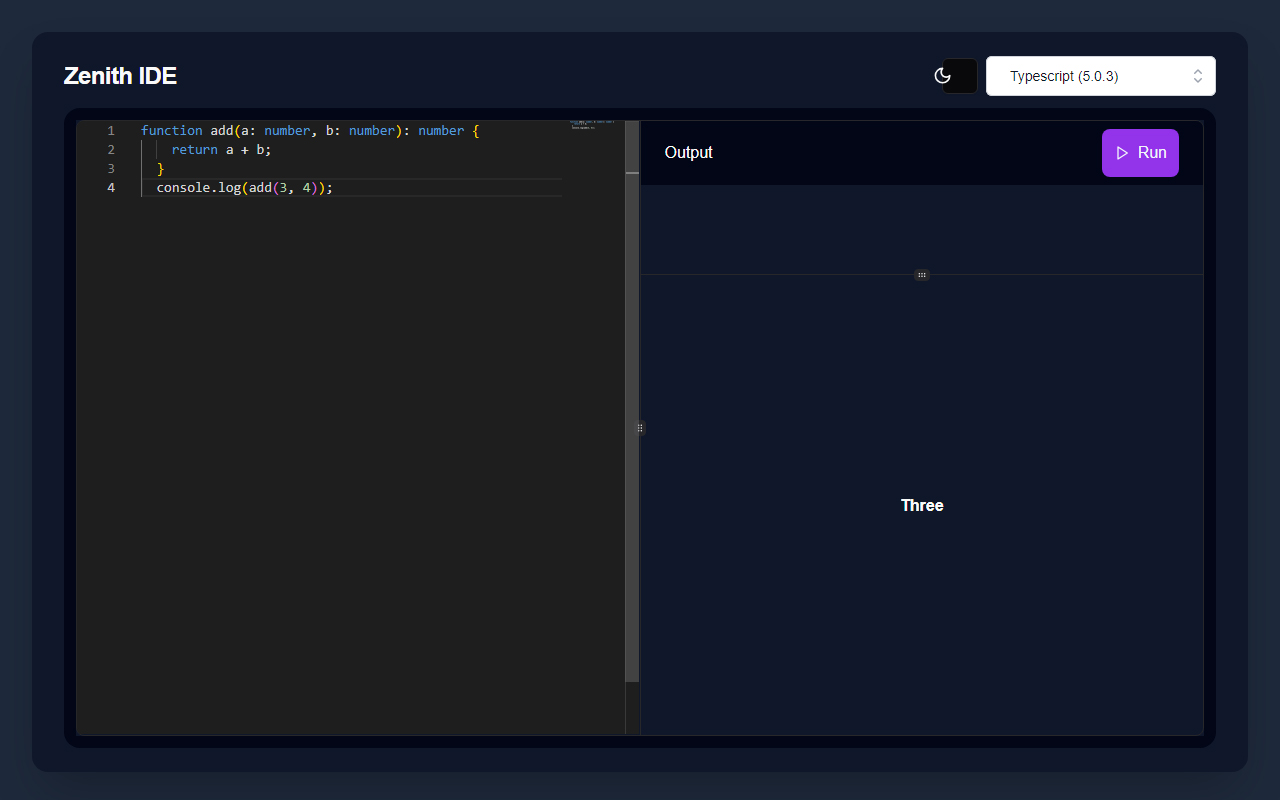 Zenith IDE
Typescript (5.0.3)
1 function add(a: number, b: number): number {
2 return a + b;
3 }
4 console.log(add(3, 4));
Output
Run
Three